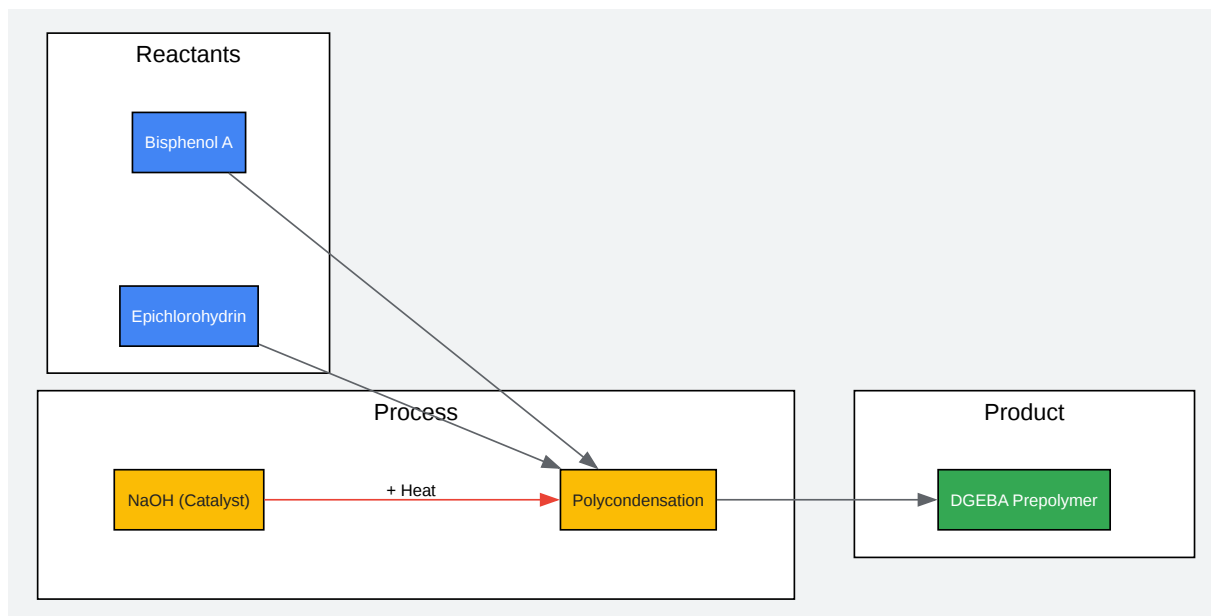 Reactants
Bisphenol A
Epichlorohydrin
Process
NaOH (Catalyst)
+ Heat
Polycondensation
Product
DGEBA Prepolymer